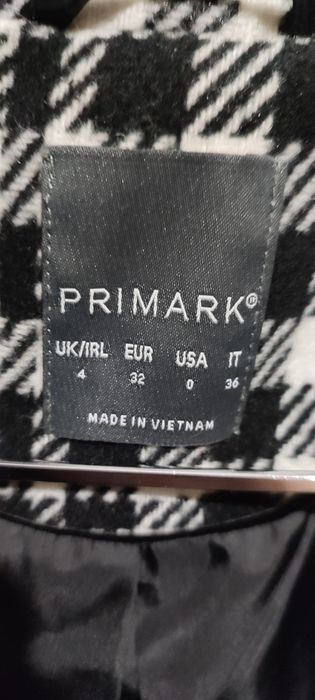 PRIMARK®
UK/IRL EUR USA IT
4 32 0 36
MADE IN VIETNAM